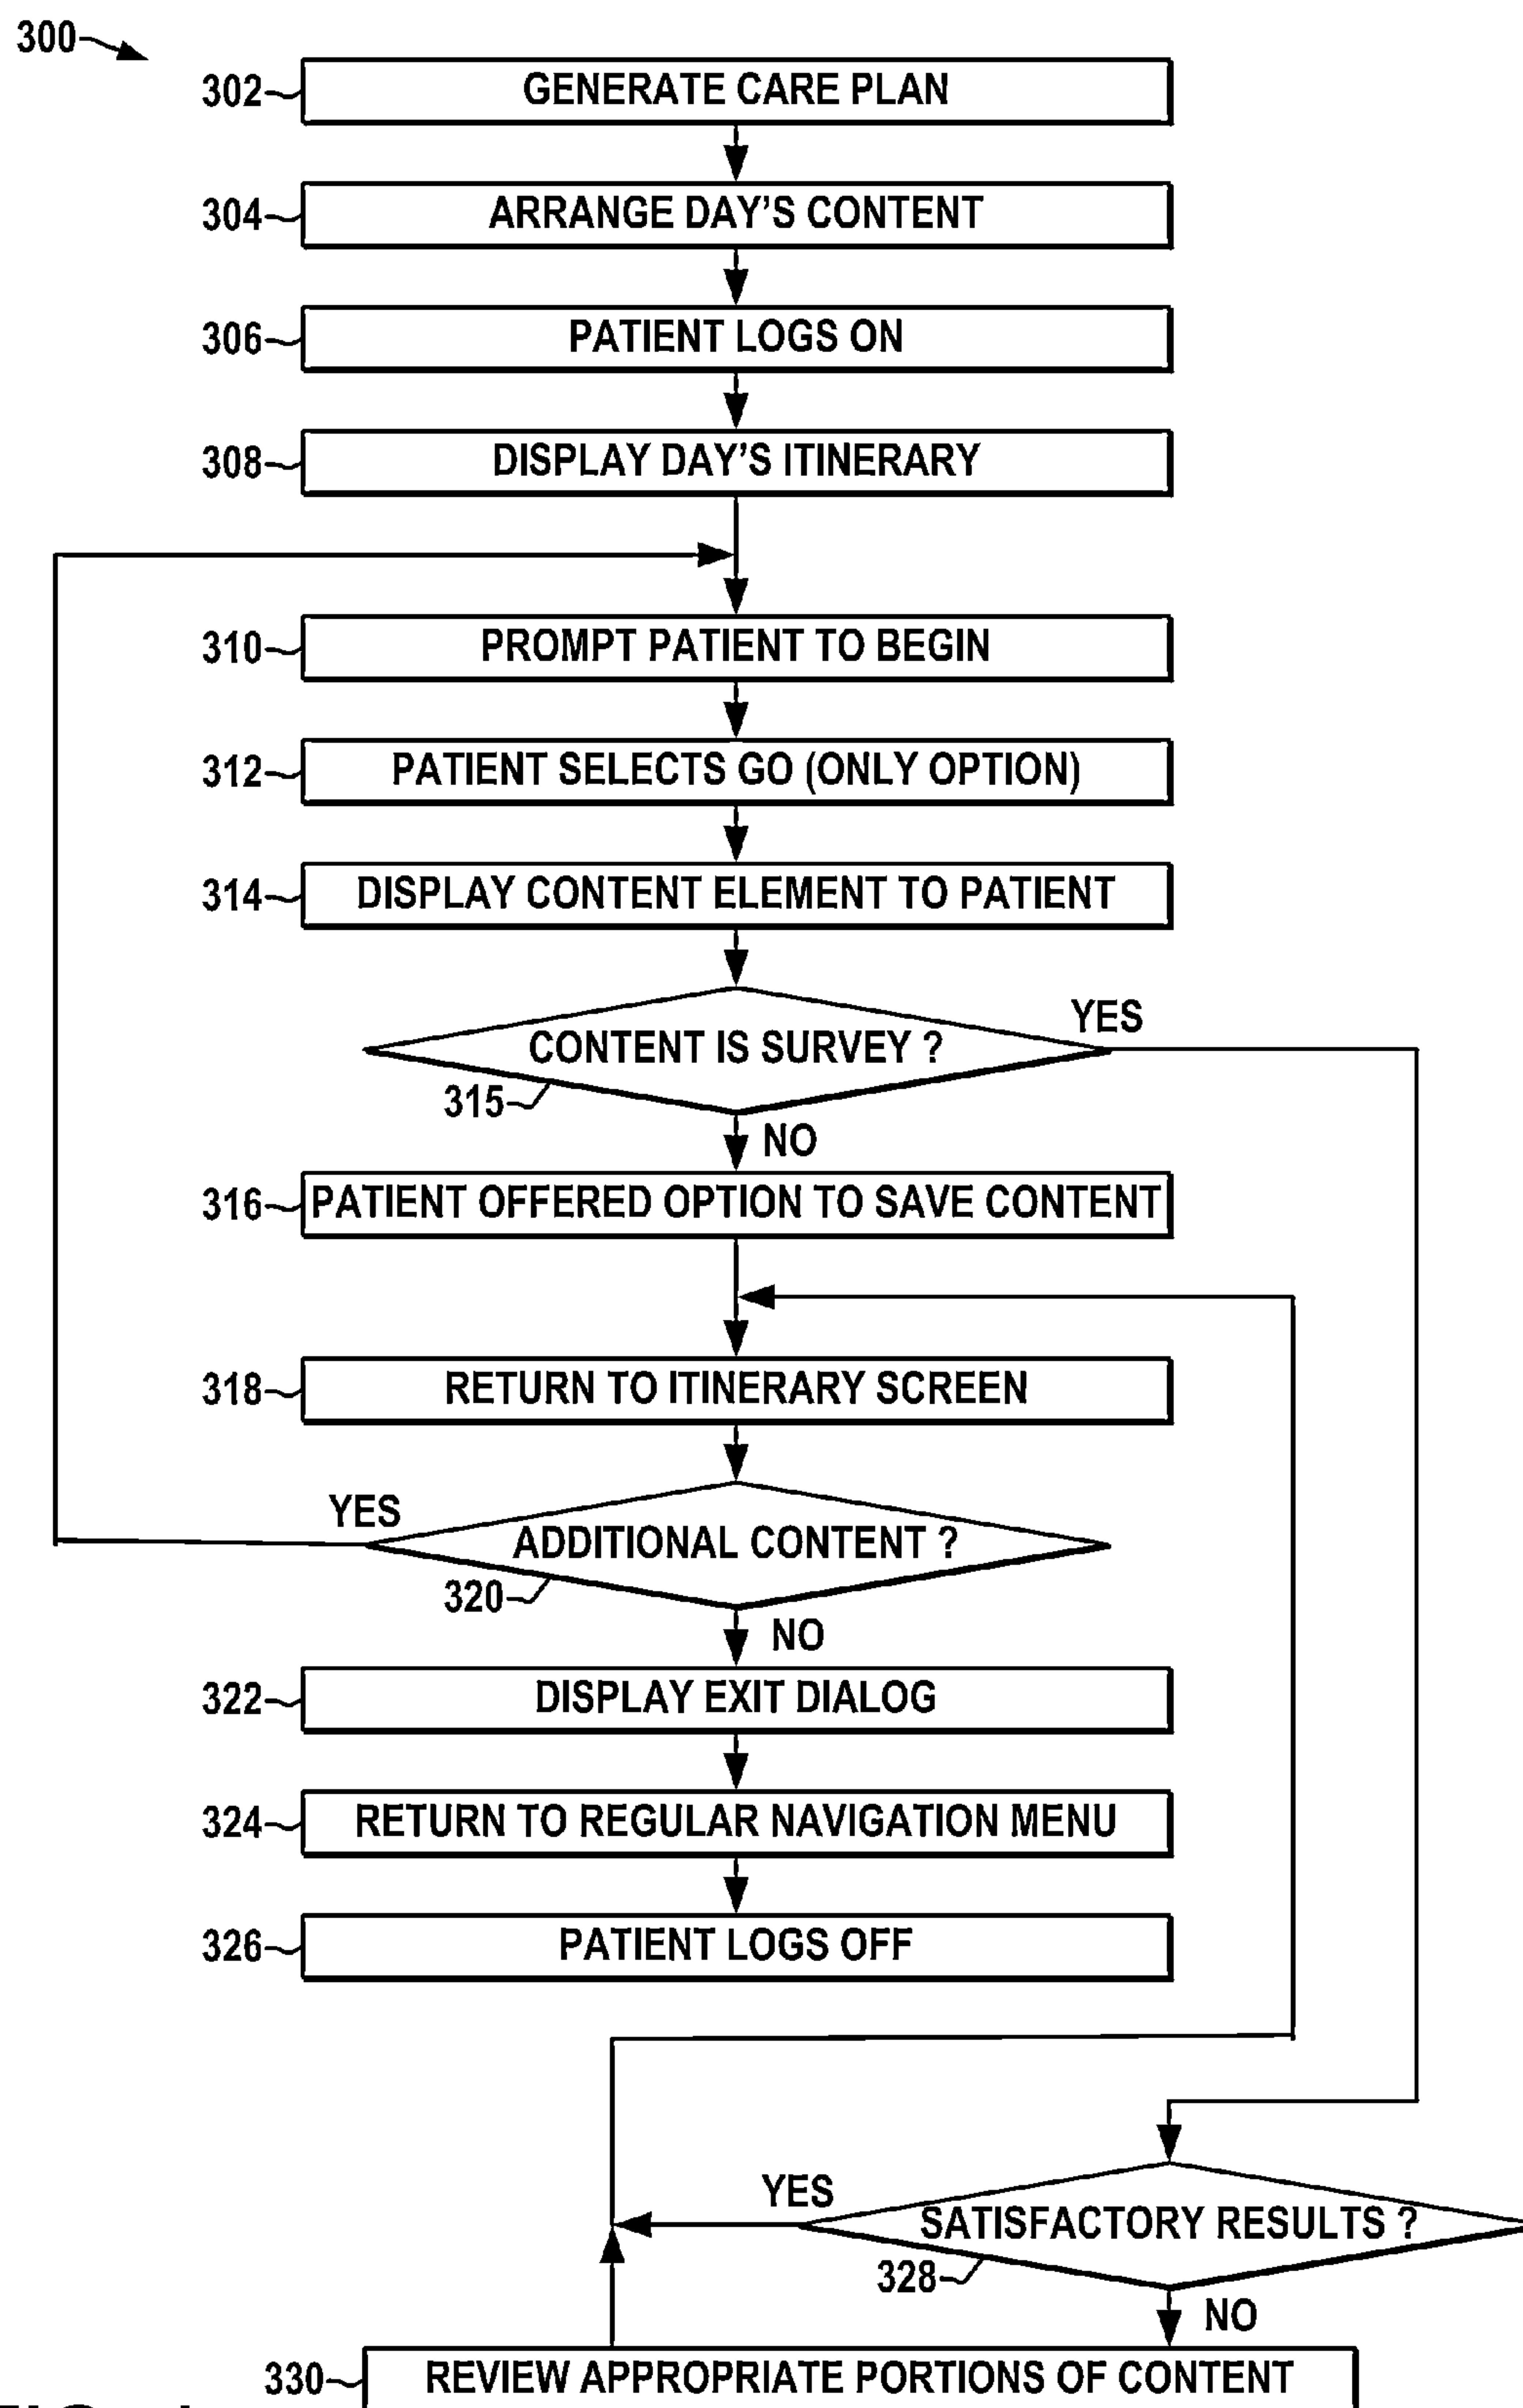 300
302 GENERATE CARE PLAN
304 ARRANGE DAY'S CONTENT
306 PATIENT LOGS ON
308 DISPLAY DAY'S ITINERARY
310 PROMPT PATIENT TO BEGIN
312 PATIENT SELECTS GO (ONLY OPTION)
314 DISPLAY CONTENT ELEMENT TO PATIENT
YES
CONTENT IS SURVEY ?
315
NO
316 PATIENT OFFERED OPTION TO SAVE CONTENT
318 RETURN TO ITINERARY SCREEN
YES
ADDITIONAL CONTENT ?
320
NO
322 DISPLAY EXIT DIALOG
324 RETURN TO REGULAR NAVIGATION MENU
326 PATIENT LOGS OFF
YES
SATISFACTORY RESULTS ?
328
NO
330 REVIEW APPROPRIATE PORTIONS OF CONTENT